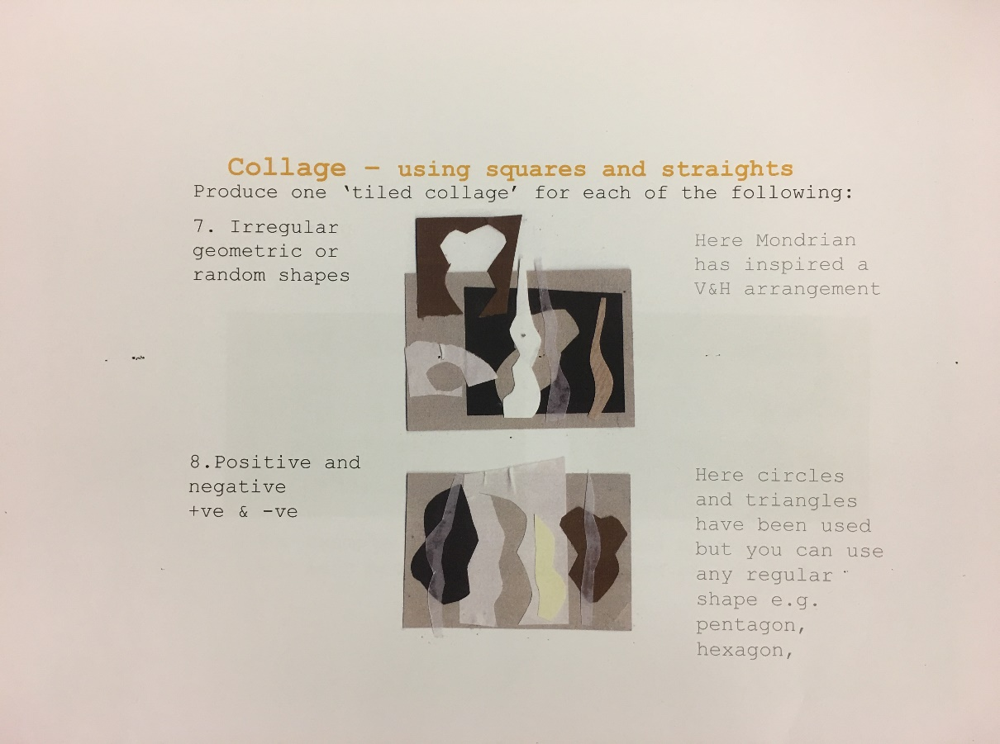 Collage – using squares and straights
Produce one ‘tiled collage’ for each of the following:
7. Irregular
geometric or
random shapes
Here Mondrian
has inspired a
V&H arrangement
8.Positive and
negative
+ve & -ve
Here circles
and triangles
have been used
but you can use
any regular
shape e.g.
pentagon,
hexagon,